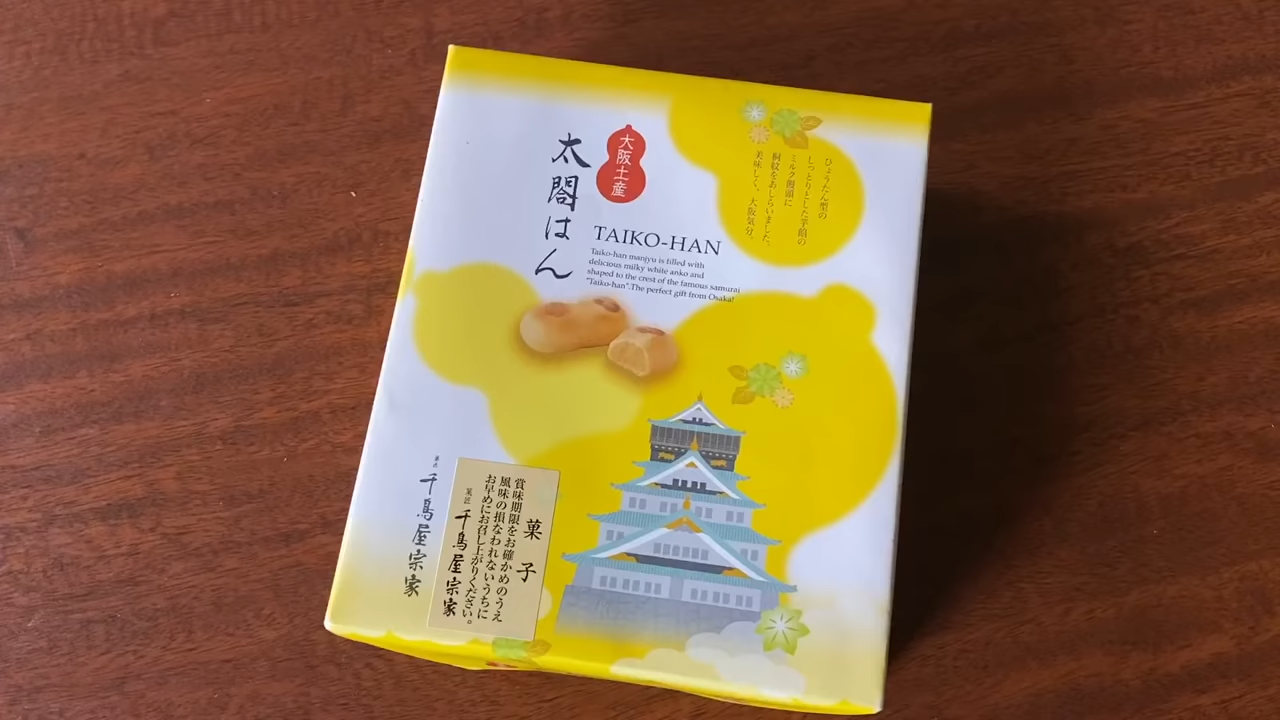 大阪土産
太閤はん
TAIKO-HAN
Taiko-han manjyu is filled with
delicious milky white anko and
shaped to the crest of the famous samurai
"Taiko-han".The perfect gift from Osaka!
ひょうたん型の
しっとりとした芋餡の
ミルク饅頭に
桐紋をあしらいました。
美味しく、大阪気分。
菓匠
千鳥屋宗家
菓子
賞味期限をお確かめのうえ
風味の損なわれないうちに
お早めにお召し上がりください。
菓匠
千鳥屋宗家